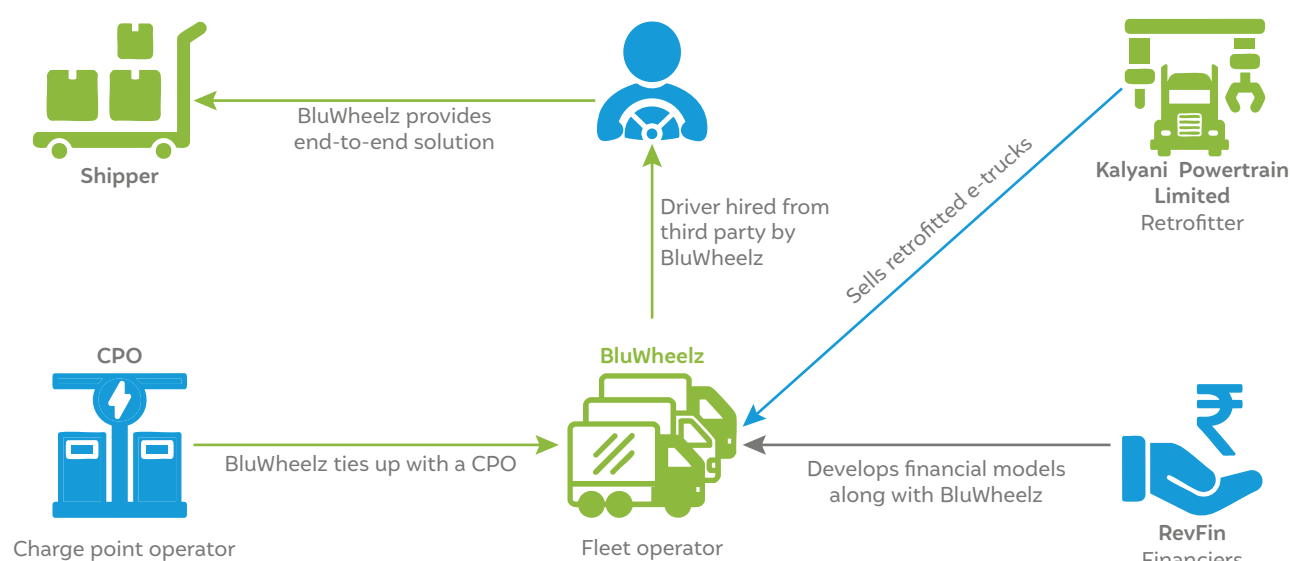 BluWheelz provides
end-to-end solution
Shipper
Kalyani Powertrain
Limited
Retrofitter
Driver hired from
third party by
BluWheelz
Sells retrofitted e-trucks
CPO
BluWheelz
BluWheelz ties up with a CPO
Develops financial models
along with BluWheelz
Charge point operator
Fleet operator
RevFin
Financiers